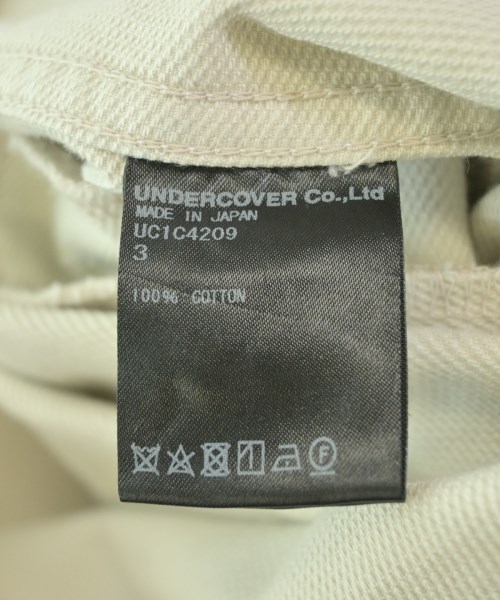 UNDERCOVER Co.,Ltd
MADE IN JAPAN
UC1C4209
3
100% COTTON
F